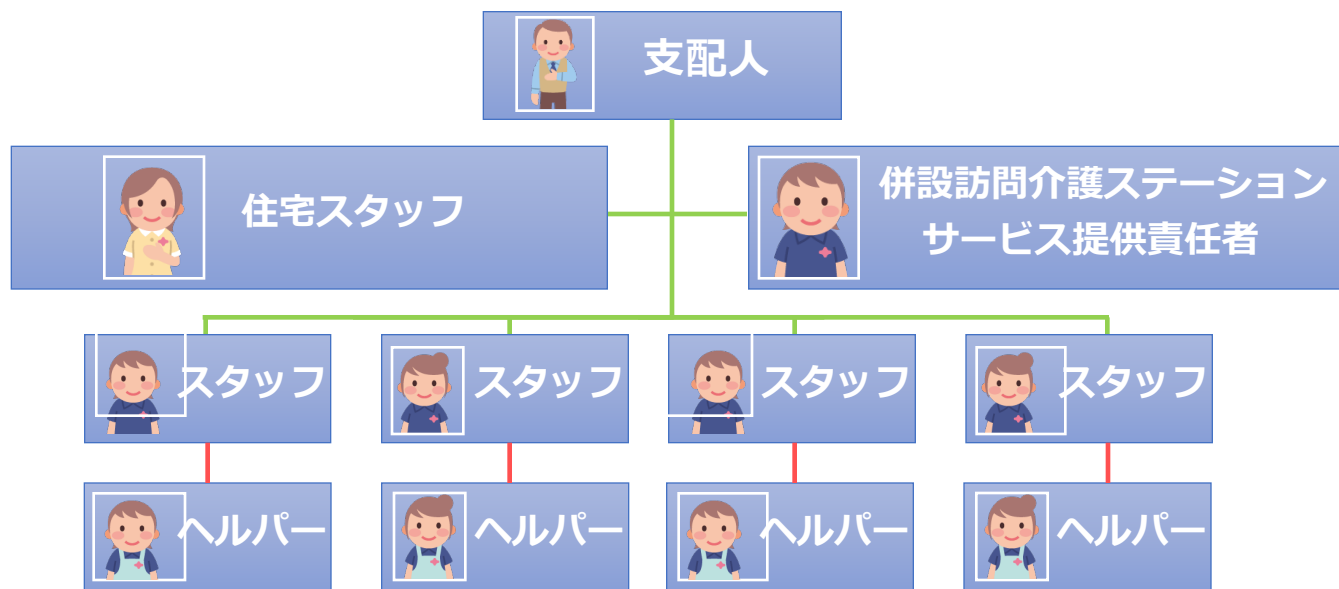 支配人
住宅スタッフ
併設訪問介護ステーション
サービス提供責任者
スタッフ
スタッフ
スタッフ
スタッフ
ヘルパー
ヘルパー
ヘルパー
ヘルパー